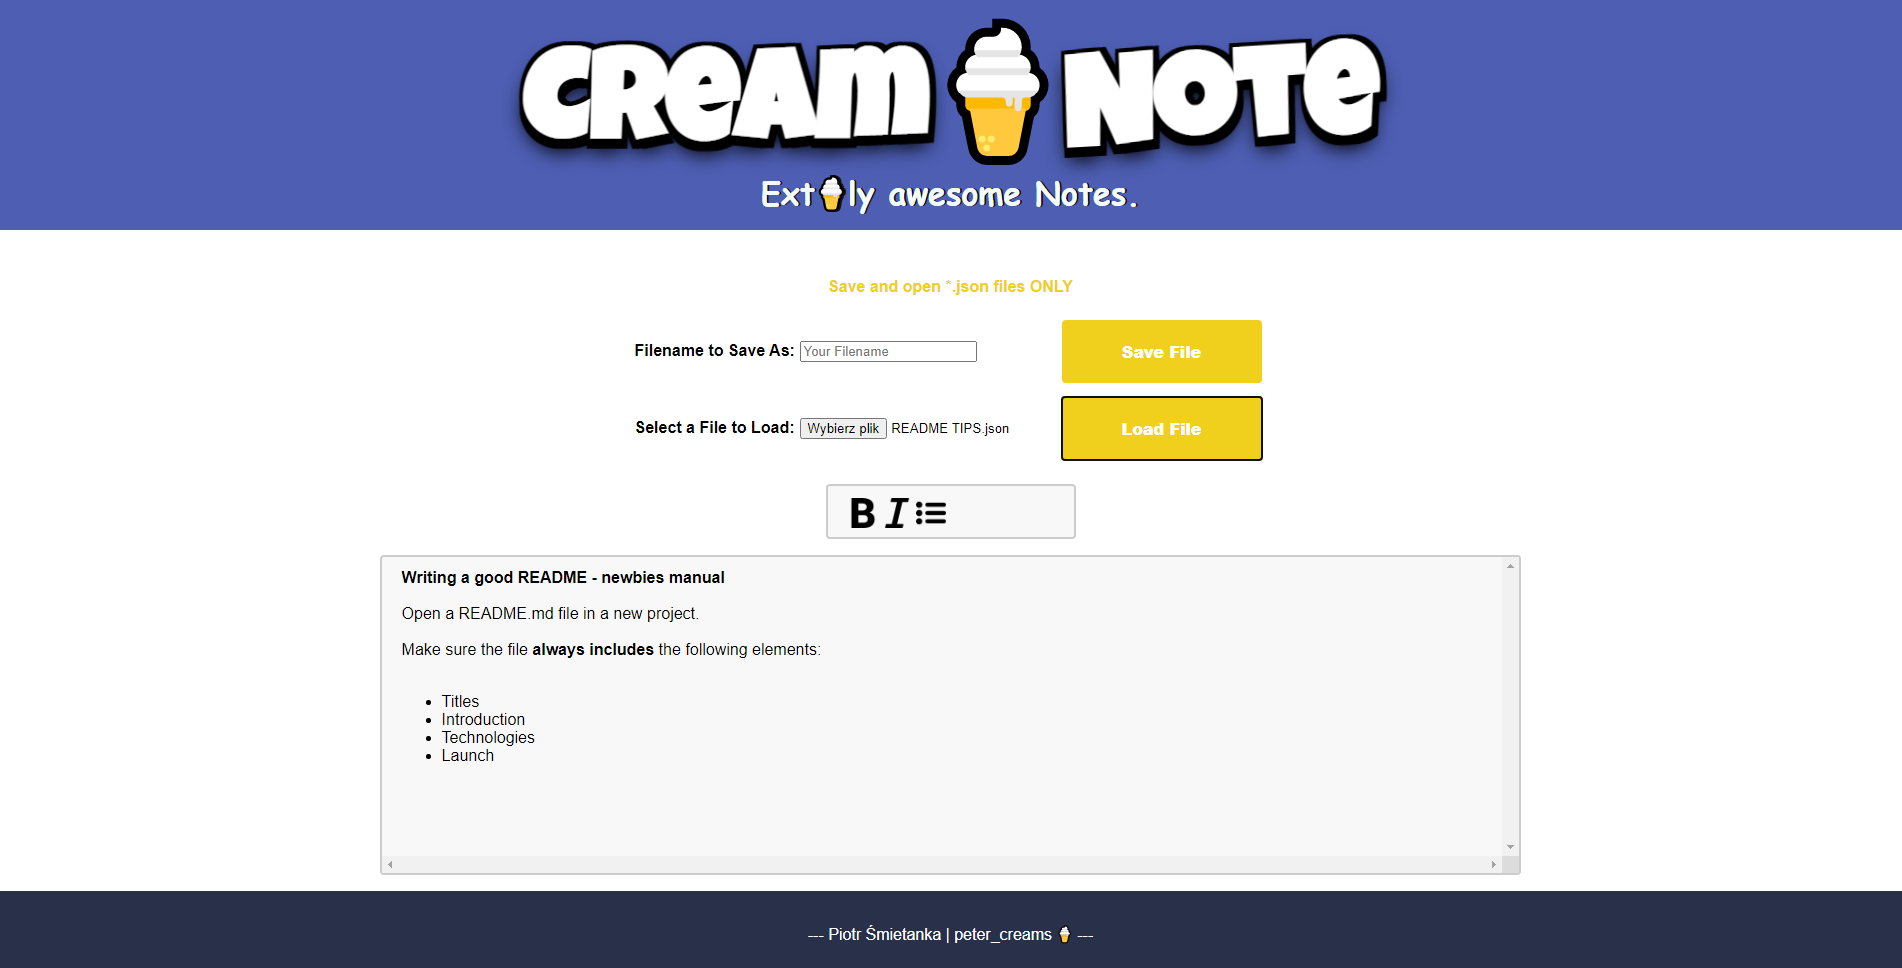 CREAM NOTE
Ext🍦ly awesome Notes.
Save and open *.json files ONLY
Filename to Save As: Your Filename Save File
Select a File to Load: Wybierz plik README TIPS.json Load File
B I
Writing a good README - newbies manual
Open a README.md file in a new project.
Make sure the file always includes the following elements:
• Titles
• Introduction
• Technologies
• Launch
--- Piotr Śmietanka | peter_creams 🍦 ---